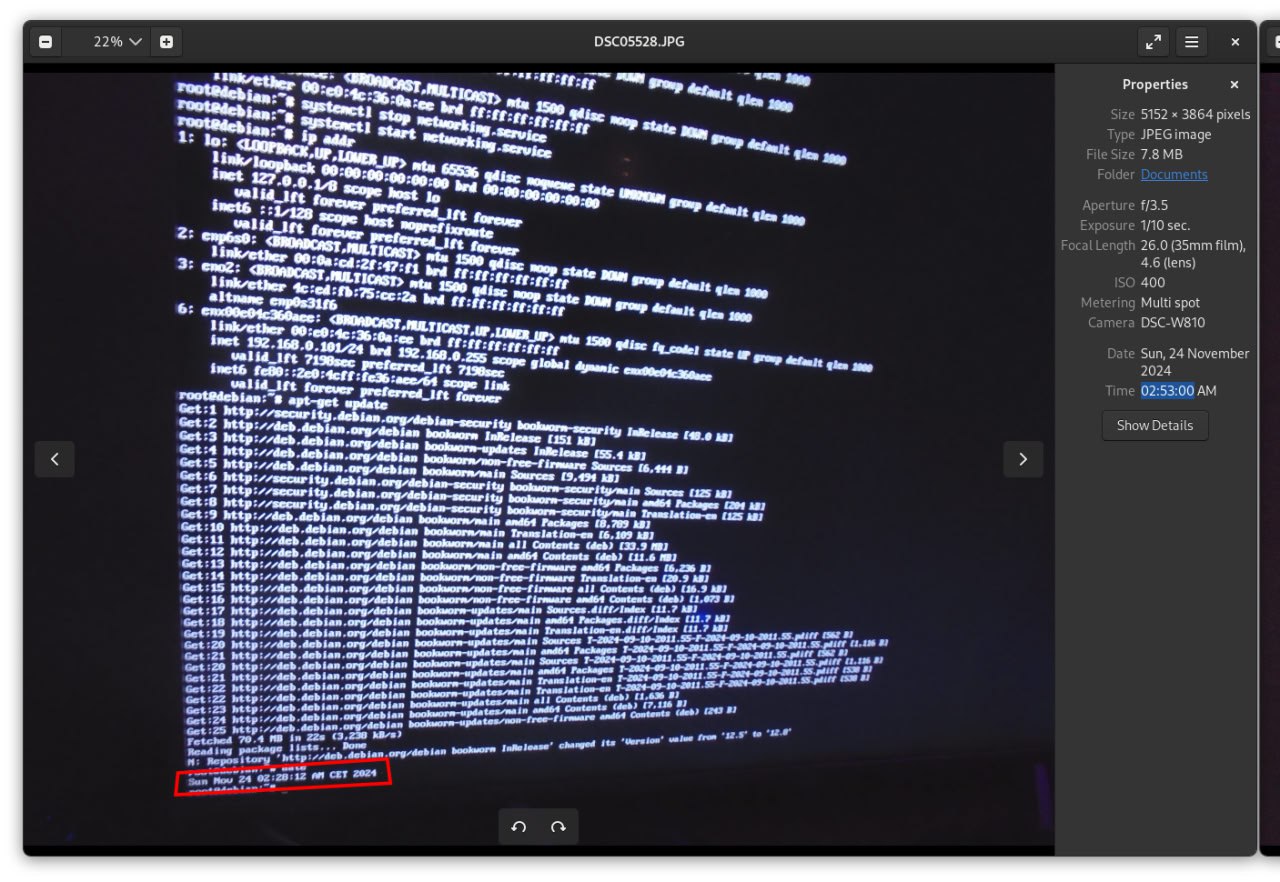 22%
DSC05528.JPG
link/ether 00:e0:4c:36:0a:ee brd ff:ff:ff:ff:ff:ff
<BROADCAST,MULTICAST> mtu 1500 qdisc noop state DOWN group default qlen 1000
root@debian:~# systemctl stop networking.service
root@debian:~# systemctl start networking.service
root@debian:~# ip addr
1: lo: <LOOPBACK,UP,LOWER_UP> mtu 65536 qdisc noqueue state UNKNOWN group default qlen 1000
link/loopback 00:00:00:00:00:00 brd 00:00:00:00:00:00
inet 127.0.0.1/8 scope host lo
valid_lft forever preferred_lft forever
inet6 ::1/128 scope host noprefixroute
valid_lft forever preferred_lft forever
2: enp6s0: <BROADCAST,MULTICAST> mtu 1500 qdisc noop state DOWN group default qlen 1000
link/ether 00:0a:cd:2f:47:f1 brd ff:ff:ff:ff:ff:ff
3: eno2: <BROADCAST,MULTICAST> mtu 1500 qdisc noop state DOWN group default qlen 1000
link/ether 4c:ed:fb:75:cc:2a brd ff:ff:ff:ff:ff:ff
altname enp0s31f6
6: enx00e04c360aee: <BROADCAST,MULTICAST,UP,LOWER_UP> mtu 1500 qdisc fq_codel state UP group default qlen 1000
link/ether 00:e0:4c:36:0a:ee brd ff:ff:ff:ff:ff:ff
inet 192.168.0.101/24 brd 192.168.0.255 scope global dynamic enx00e04c360aee
valid_lft 7198sec preferred_lft 7198sec
inet6 fe80::2e0:4cff:fe36:aee/64 scope link
valid_lft forever preferred_lft forever
root@debian:~# apt-get update
Get:1 http://security.debian.org/debian-security bookworm-security InRelease [48.0 kB]
Get:2 http://deb.debian.org/debian bookworm InRelease [151 kB]
Get:3 http://deb.debian.org/debian bookworm-updates InRelease [55.4 kB]
Get:4 http://deb.debian.org/debian bookworm/non-free-firmware Sources [6,444 B]
Get:5 http://deb.debian.org/debian bookworm/main Sources [9,494 kB]
Get:6 http://security.debian.org/debian-security bookworm-security/main Sources [125 kB]
Get:7 http://security.debian.org/debian-security bookworm-security/main amd64 Packages [204 kB]
Get:8 http://security.debian.org/debian-security bookworm-security/main Translation-en [125 kB]
Get:9 http://deb.debian.org/debian bookworm/main amd64 Packages [8,789 kB]
Get:10 http://deb.debian.org/debian bookworm/main Translation-en [6,109 kB]
Get:11 http://deb.debian.org/debian bookworm/main all Contents (deb) [33.9 MB]
Get:12 http://deb.debian.org/debian bookworm/main amd64 Contents (deb) [11.6 MB]
Get:13 http://deb.debian.org/debian bookworm/non-free-firmware amd64 Packages [6,236 B]
Get:14 http://deb.debian.org/debian bookworm/non-free-firmware Translation-en [20.9 kB]
Get:15 http://deb.debian.org/debian bookworm/non-free-firmware all Contents (deb) [16.9 kB]
Get:16 http://deb.debian.org/debian bookworm/non-free-firmware amd64 Contents (deb) [1,073 B]
Get:17 http://deb.debian.org/debian bookworm-updates/main Sources.diff/Index [11.7 kB]
Get:18 http://deb.debian.org/debian bookworm-updates/main amd64 Packages.diff/Index [11.7 kB]
Get:19 http://deb.debian.org/debian bookworm-updates/main Translation-en.diff/Index [11.7 kB]
Get:20 http://deb.debian.org/debian bookworm-updates/main Sources T-2024-09-10-2011.55-F-2024-09-10-2011.55.pdiff [562 B]
Get:21 http://deb.debian.org/debian bookworm-updates/main amd64 Packages T-2024-09-10-2011.55-F-2024-09-10-2011.55.pdiff [1,116 B]
Get:20 http://deb.debian.org/debian bookworm-updates/main Sources T-2024-09-10-2011.55-F-2024-09-10-2011.55.pdiff [562 B]
Get:21 http://deb.debian.org/debian bookworm-updates/main amd64 Packages T-2024-09-10-2011.55-F-2024-09-10-2011.55.pdiff [1,116 B]
Get:22 http://deb.debian.org/debian bookworm-updates/main Translation-en T-2024-09-10-2011.55-F-2024-09-10-2011.55.pdiff [530 B]
Get:22 http://deb.debian.org/debian bookworm-updates/main Translation-en T-2024-09-10-2011.55-F-2024-09-10-2011.55.pdiff [530 B]
Get:23 http://deb.debian.org/debian bookworm-updates/main all Contents (deb) [1,636 B]
Get:24 http://deb.debian.org/debian bookworm-updates/main amd64 Contents (deb) [7,116 B]
Get:25 http://deb.debian.org/debian bookworm-updates/non-free-firmware amd64 Contents (deb) [243 B]
Fetched 70.4 MB in 22s (3,230 kB/s)
Reading package lists... Done
N: Repository 'http://deb.debian.org/debian bookworm InRelease' changed its 'Version' value from '12.5' to '12.8'
root@debian:~# date
Sun Nov 24 02:28:12 AM CET 2024
root@debian:~# _
Properties
Size 5152 × 3864 pixels
Type JPEG image
File Size 7.8 MB
Folder Documents
Aperture f/3.5
Exposure 1/10 sec.
Focal Length 26.0 (35mm film),
4.6 (lens)
ISO 400
Metering Multi spot
Camera DSC-W810
Date Sun, 24 November
2024
Time 02:53:00 AM
Show Details